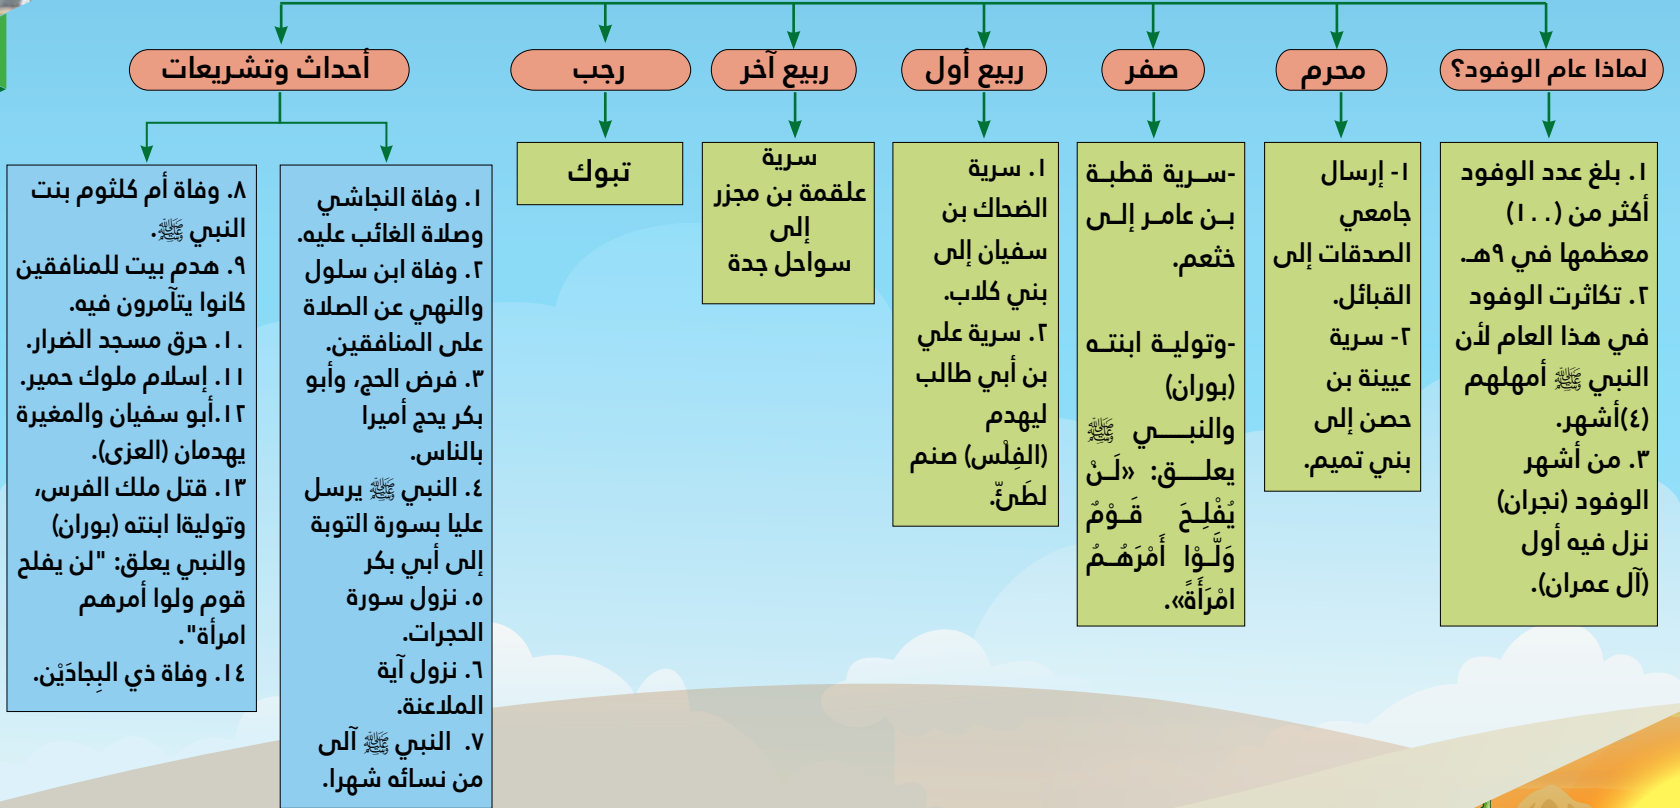 لماذا عام الوفود؟
١. بلغ عدد الوفود
أكثر من (١٠٠)
معظمها في ٩هـ.
٢. تكاثرت الوفود
في هذا العام لأن
النبي ﷺ أمهلهم
(٤)أشهر.
٣. من أشهر
الوفود (نجران)
نزل فيه أول
(آل عمران).
محرم
١- إرسال
جامعي
الصدقات إلى
القبائل.
٢- سرية
عيينة بن
حصن إلى
بني تميم.
صفر
-سرية قطبة
بن عامر إلى
خثعم.
-وتولية ابنته
(بوران)
والنبي ﷺ
يعلق: «لَنْ
يُفْلِحَ قَوْمٌ
وَلَّوْا أَمْرَهُمُ
امْرَأَةً».
ربيع أول
١. سرية
الضحاك بن
سفيان إلى
بني كلاب.
٢. سرية علي
بن أبي طالب
ليهدم
(الفِلْس) صنم
لطَيّْ.
ربيع آخر
سرية
علقمة بن مجزر
إلى
سواحل جدة
رجب
تبوك
أحداث وتشريعات
١. وفاة النجاشي
وصلاة الغائب عليه.
٢. وفاة ابن سلول
والنهي عن الصلاة
على المنافقين.
٣. فرض الحج، وأبو
بكر يحج أميرا
بالناس.
٤. النبي ﷺ يرسل
عليا بسورة التوبة
إلى أبي بكر
٥. نزول سورة
الحجرات.
٦. نزول آية
الملاعنة.
٧. النبي ﷺ آلى
من نسائه شهرا.
٨. وفاة أم كلثوم بنت
النبي ﷺ.
٩. هدم بيت للمنافقين
كانوا يتآمرون فيه.
١٠. حرق مسجد الضرار.
١١. إسلام ملوك حمير.
١٢.أبو سفيان والمغيرة
يهدمان (العزى).
١٣. قتل ملك الفرس،
وتوليةا ابنته (بوران)
والنبي يعلق: "لن يفلح
قوم ولوا أمرهم
امرأة".
١٤. وفاة ذي البِجادَيْن.